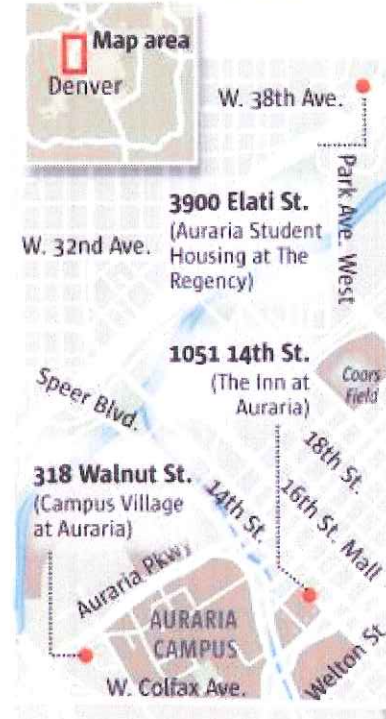 Map area
Denver
W. 38th Ave.
Park Ave. West
3900 Elati St.
(Auraria Student
Housing at The
Regency)
W. 32nd Ave.
1051 14th St.
(The Inn at
Auraria)
Coors
Field
Speer Blvd.
18th St.
16th St. Mall
14th St.
318 Walnut St.
(Campus Village
at Auraria)
Auraria Pkwy
AURARIA
CAMPUS
Welton St.
W. Colfax Ave.